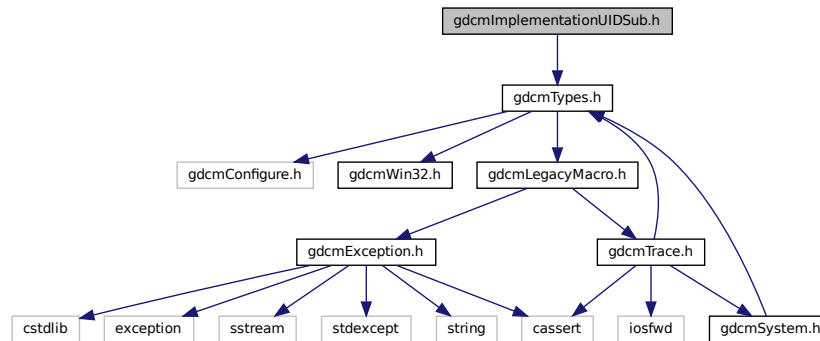 gdcmImplementationUIDSub.h
gdcmTypes.h
gdcmConfigure.h
gdcmWin32.h
gdcmLegacyMacro.h
gdcmException.h
gdcmTrace.h
cstdlib
exception
sstream
stdexcept
string
cassert
iosfwd
gdcmSystem.h